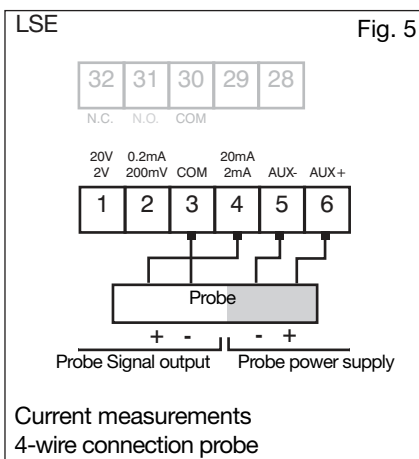 LSE Fig. 5
32 31 30 29 28
N.C. N.O. COM
20V 0.2mA 20mA
2V 200mV COM 2mA AUX- AUX+
1 2 3 4 5 6
Probe
+ - - +
Probe Signal output Probe power supply
Current measurements
4-wire connection probe